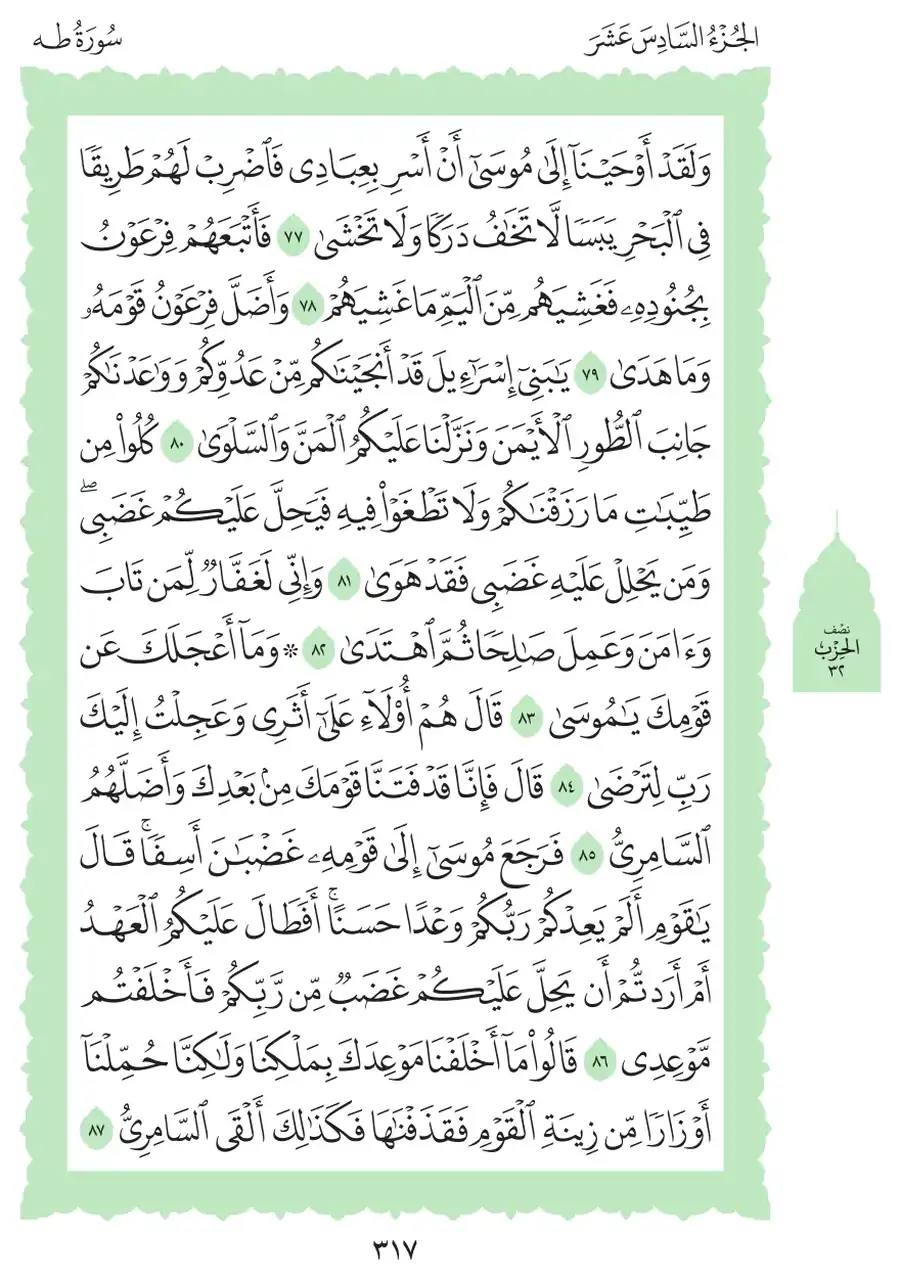 الجُزْءُ السَّادِسَ عَشَرَ
سُورَةُ طه
وَلَقَدۡ أَوۡحَيۡنَآ إِلَىٰ مُوسَىٰٓ أَنۡ أَسۡرِ بِعِبَادِى فَٱضۡرِبۡ لَهُمۡ طَرِيقٗا
فِى ٱلۡبَحۡرِ يَبَسٗا لَّا تَخَٰفُ دَرَكٗا وَلَا تَخۡشَىٰ ٧٧ فَأَتۡبَعَهُمۡ فِرۡعَوۡنُ
بِجُنُودِهِۦ فَغَشِيَهُم مِّنَ ٱلۡيَمِّ مَا غَشِيَهُمۡ ٧٨ وَأَضَلَّ فِرۡعَوۡنُ قَوۡمَهُۥ
وَمَا هَدَىٰ ٧٩ يَٰبَنِىٓ إِسۡرَٰٓءِيلَ قَدۡ أَنجَيۡنَٰكُم مِّنۡ عَدُوِّكُمۡ وَوَٰعَدۡنَٰكُمۡ
جَانِبَ ٱلطُّورِ ٱلۡأَيۡمَنَ وَنَزَّلۡنَا عَلَيۡكُمُ ٱلۡمَنَّ وَٱلسَّلۡوَىٰ ٨٠ كُلُواْ مِن
طَيِّبَٰتِ مَا رَزَقۡنَٰكُمۡ وَلَا تَطۡغَوۡاْ فِيهِ فَيَحِلَّ عَلَيۡكُمۡ غَضَبِىۖ
وَمَن يَحۡلِلۡ عَلَيۡهِ غَضَبِى فَقَدۡ هَوَىٰ ٨١ وَإِنِّى لَغَفَّارٞ لِّمَن تَابَ
وَءَامَنَ وَعَمِلَ صَٰلِحٗا ثُمَّ ٱهۡتَدَىٰ ٨٢ ۞ وَمَآ أَعۡجَلَكَ عَن
قَوۡمِكَ يَٰمُوسَىٰ ٨٣ قَالَ هُمۡ أُوْلَآءِ عَلَىٰٓ أَثَرِى وَعَجِلۡتُ إِلَيۡكَ
رَبِّ لِتَرۡضَىٰ ٨٤ قَالَ فَإِنَّا قَدۡ فَتَنَّا قَوۡمَكَ مِنۢ بَعۡدِكَ وَأَضَلَّهُمُ
ٱلسَّامِرِىُّ ٨٥ فَرَجَعَ مُوسَىٰٓ إِلَىٰ قَوۡمِهِۦ غَضۡبَٰنَ أَسِفٗاۚ قَالَ
يَٰقَوۡمِ أَلَمۡ يَعِدۡكُمۡ رَبُّكُمۡ وَعۡدًا حَسَنًاۚ أَفَطَالَ عَلَيۡكُمُ ٱلۡعَهۡدُ
أَمۡ أَرَدتُّمۡ أَن يَحِلَّ عَلَيۡكُمۡ غَضَبٞ مِّن رَّبِّكُمۡ فَأَخۡلَفۡتُم
مَّوۡعِدِى ٨٦ قَالُواْ مَآ أَخۡلَفۡنَا مَوۡعِدَكَ بِمَلۡكِنَا وَلَٰكِنَّا حُمِّلۡنَآ
أَوۡزَارٗا مِّن زِينَةِ ٱلۡقَوۡمِ فَقَذَفۡنَٰهَا فَكَذَٰلِكَ أَلۡقَى ٱلسَّامِرِىُّ ٨٧
نصف
الحِزْب
٣٢
٣١٧